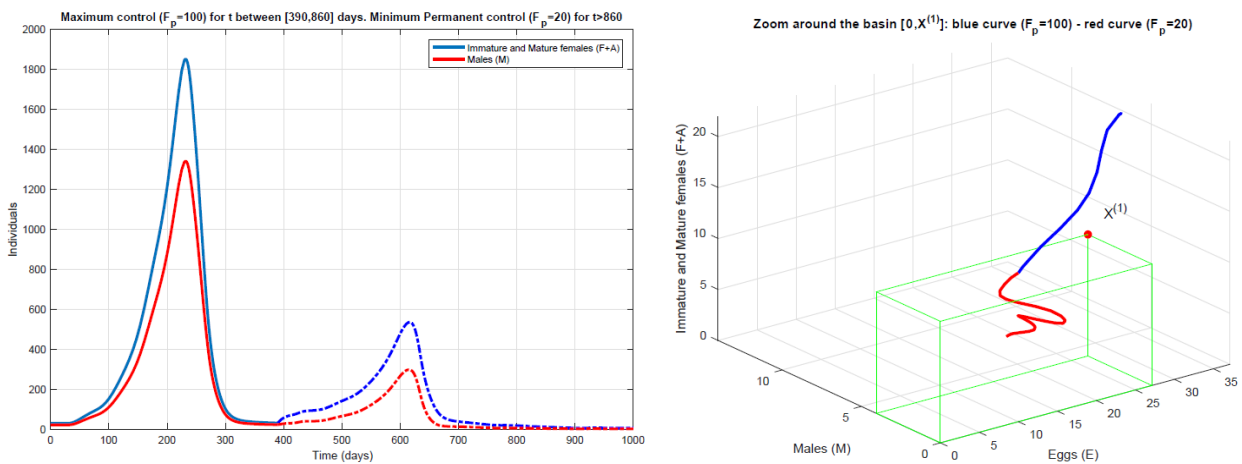 Maximum control (F_p=100) for t between [390,860] days. Minimum Permanent control (F_p=20) for t>860
2000
1800
1600
1400
1200
1000
800
600
400
200
0
Individuals
Immature and Mature females (F+A)
Males (M)
0 100 200 300 400 500 600 700 800 900 1000
Time (days)
Zoom around the basin [0,X^(1)]: blue curve (F_p=100) - red curve (F_p=20)
Immature and Mature females (F+A)
20
15
10
5
0
X^(1)
10
5
0
Males (M)
0 5 10 15 20 25 30 35
Eggs (E)